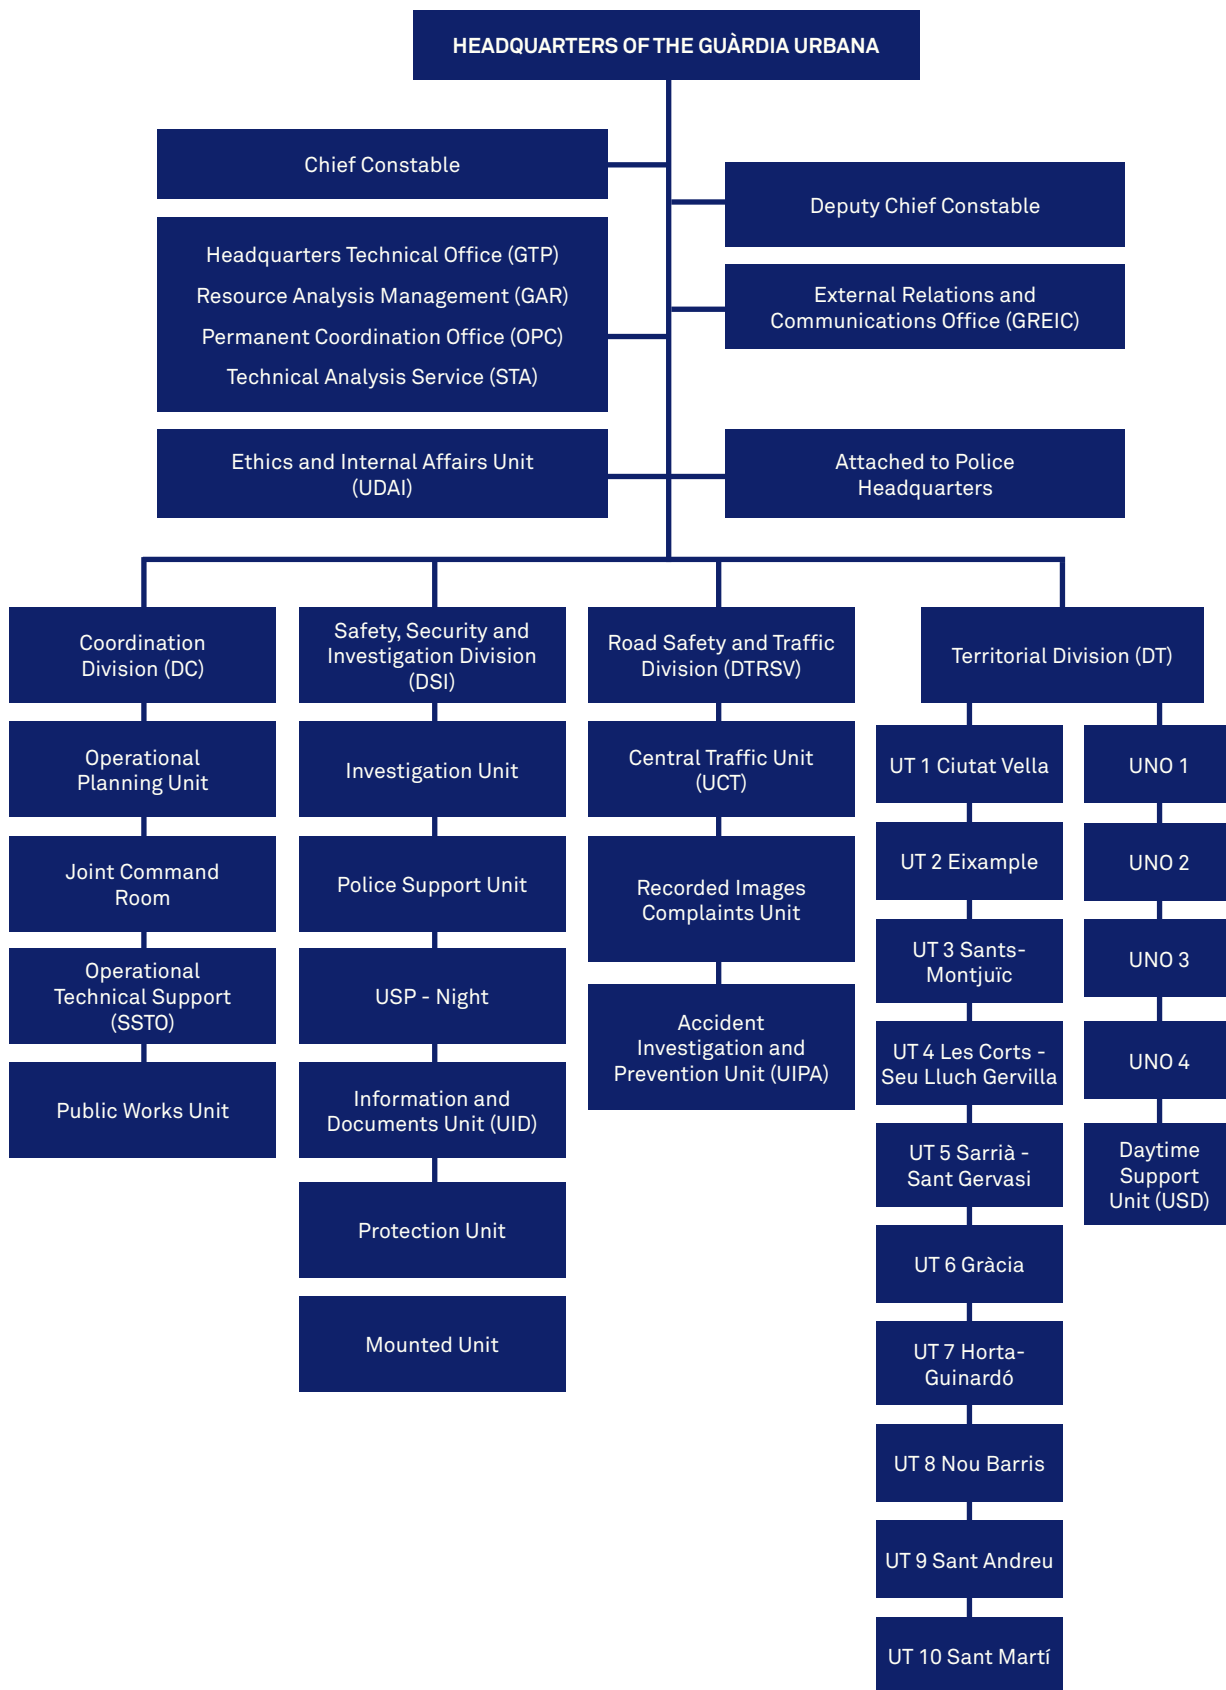 HEADQUARTERS OF THE GUÀRDIA URBANA
Chief Constable
Deputy Chief Constable
Headquarters Technical Office (GTP)
Resource Analysis Management (GAR)
Permanent Coordination Office (OPC)
Technical Analysis Service (STA)
External Relations and
Communications Office (GREIC)
Ethics and Internal Affairs Unit
(UDAI)
Attached to Police
Headquarters
Coordination
Division (DC)
Operational
Planning Unit
Joint Command
Room
Operational
Technical Support
(SSTO)
Public Works Unit
Safety, Security and
Investigation Division
(DSI)
Investigation Unit
Police Support Unit
USP - Night
Information and
Documents Unit (UID)
Protection Unit
Mounted Unit
Road Safety and Traffic
Division (DTRSV)
Central Traffic Unit
(UCT)
Recorded Images
Complaints Unit
Accident
Investigation and
Prevention Unit (UIPA)
Territorial Division (DT)
UT 1 Ciutat Vella
UT 2 Eixample
UT 3 Sants-
Montjuïc
UT 4 Les Corts -
Seu Lluch Gervilla
UT 5 Sarrià -
Sant Gervasi
UT 6 Gràcia
UT 7 Horta-
Guinardó
UT 8 Nou Barris
UT 9 Sant Andreu
UT 10 Sant Martí
UNO 1
UNO 2
UNO 3
UNO 4
Daytime
Support
Unit (USD)